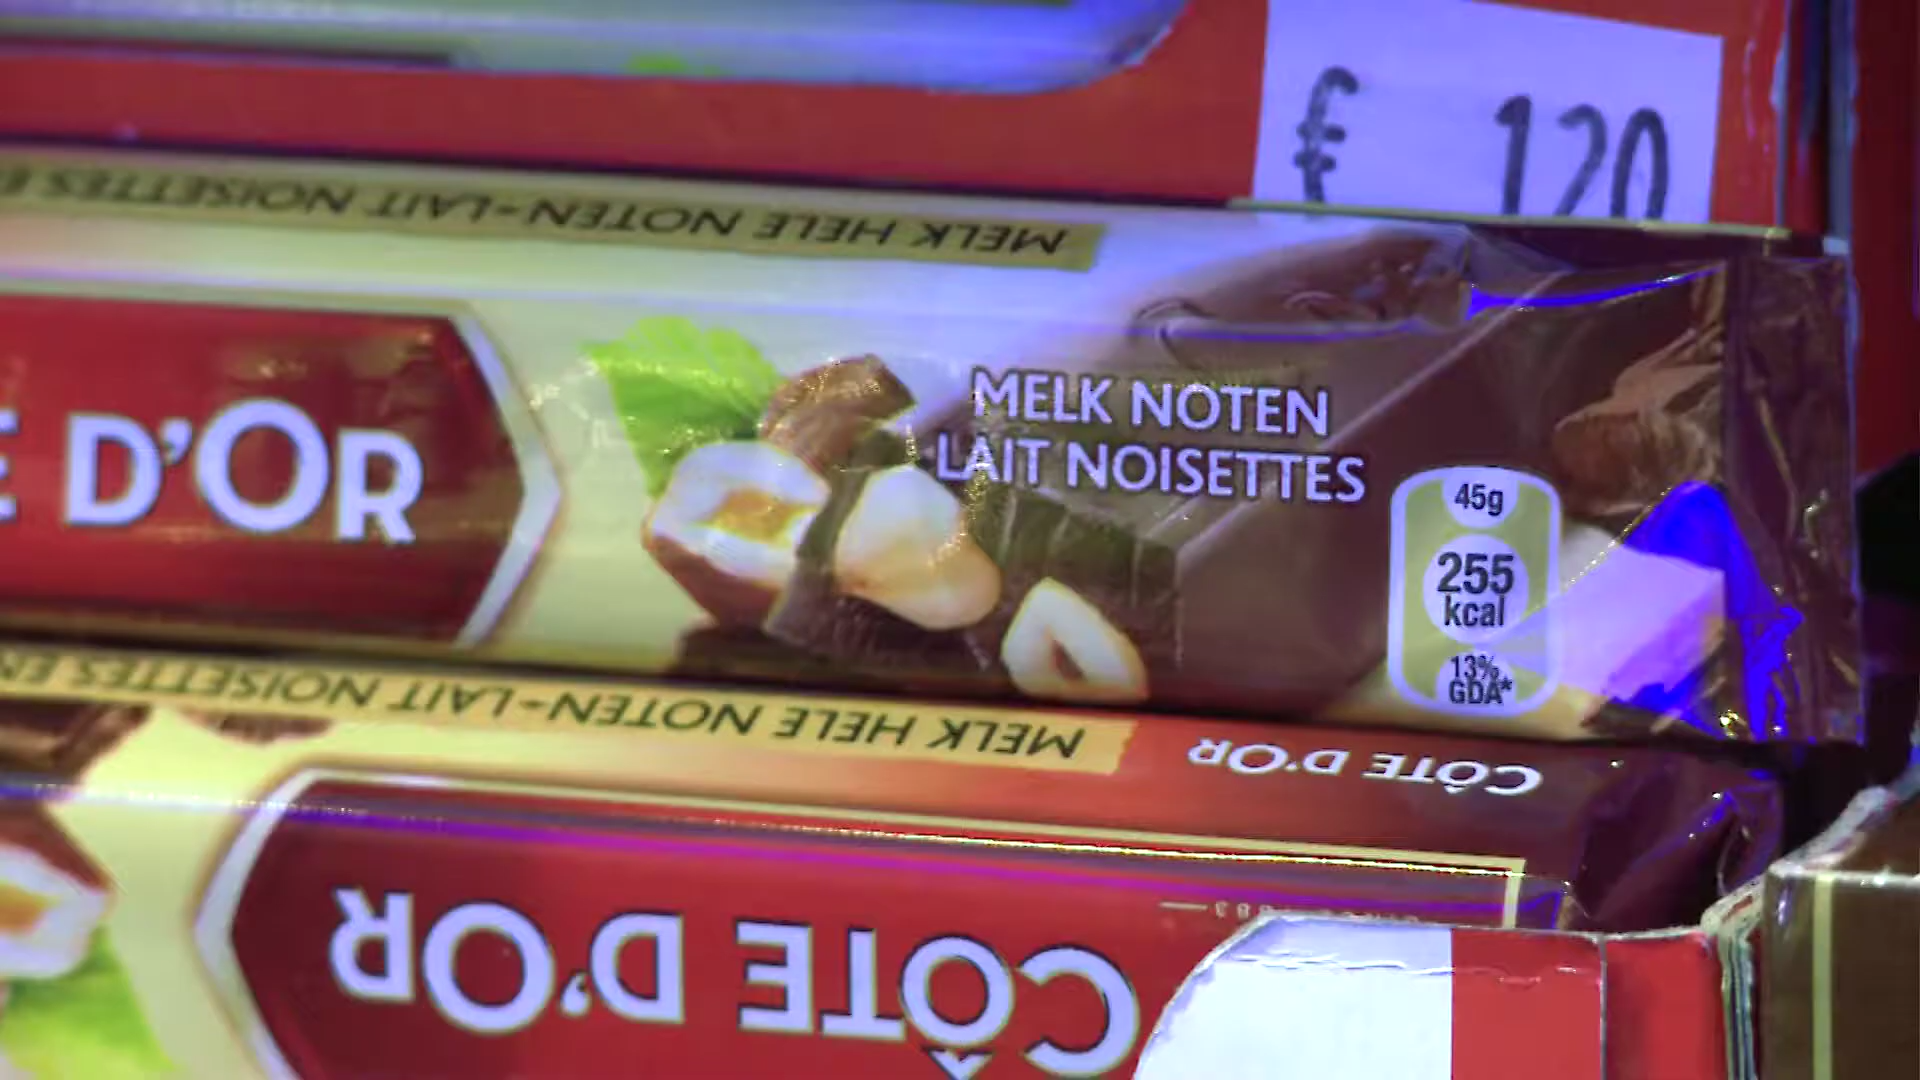 € 120
MELK HELE NOTEN-LAIT NOISETTES
D'OR
MELK NOTEN
LAIT NOISETTES
45g
255
kcal
13%
GDA*
MELK HELE NOTEN-LAIT NOISETTES
CÔTE D'OR
CÔTE D'OR